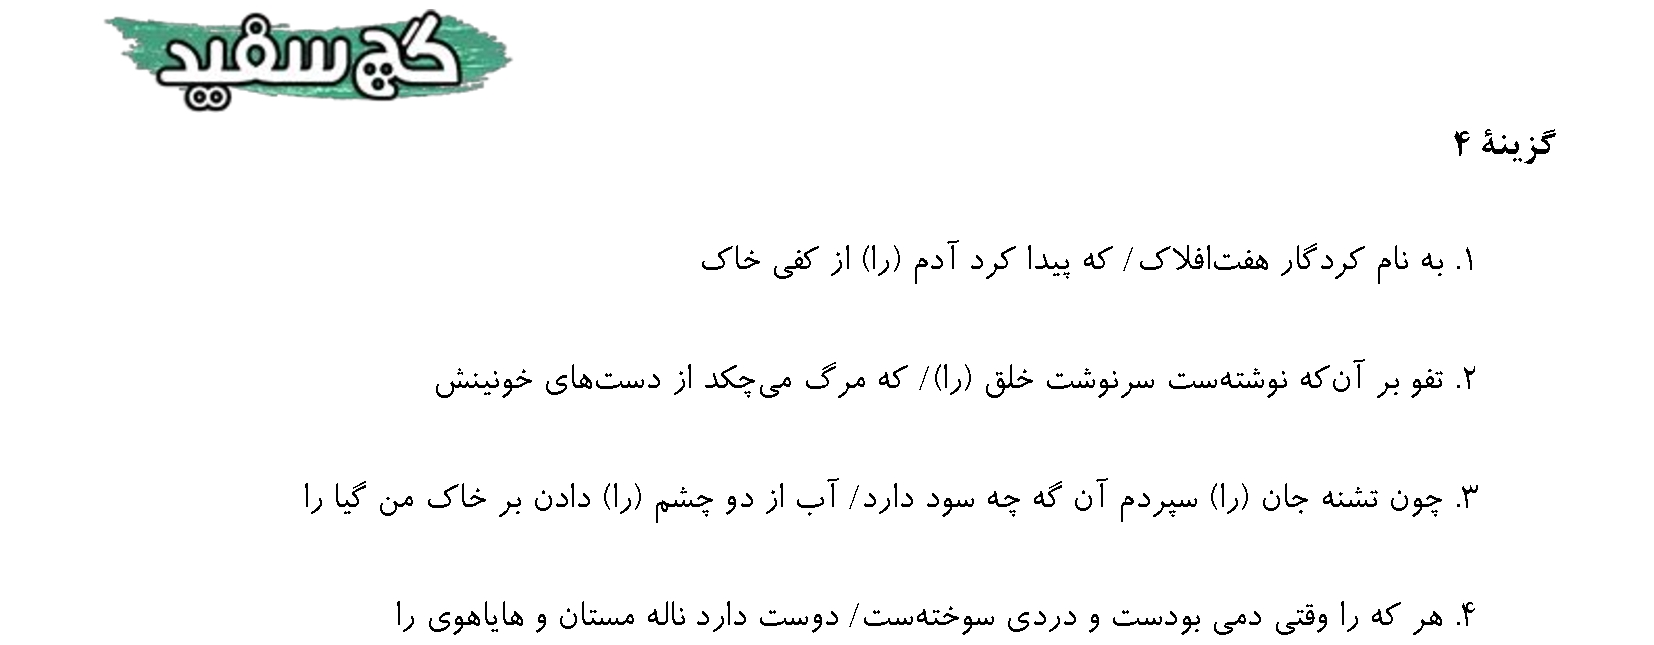 گچ سفید
گزینهٔ ۴
۱. به نام کردگار هفت‌افلاک/ که پیدا کرد آدم (را) از کفی خاک
۲. تفو بر آن‌که نوشته‌ست سرنوشت خلق (را)/ که مرگ می‌چکد از دست‌های خونینش
۳. چون تشنه جان (را) سپردم آن گه چه سود دارد/ آب از دو چشم (را) دادن بر خاک من گیا را
۴. هر که را وقتی دمی بودست و دردی سوخته‌ست/ دوست دارد ناله مستان و هایاهوی را